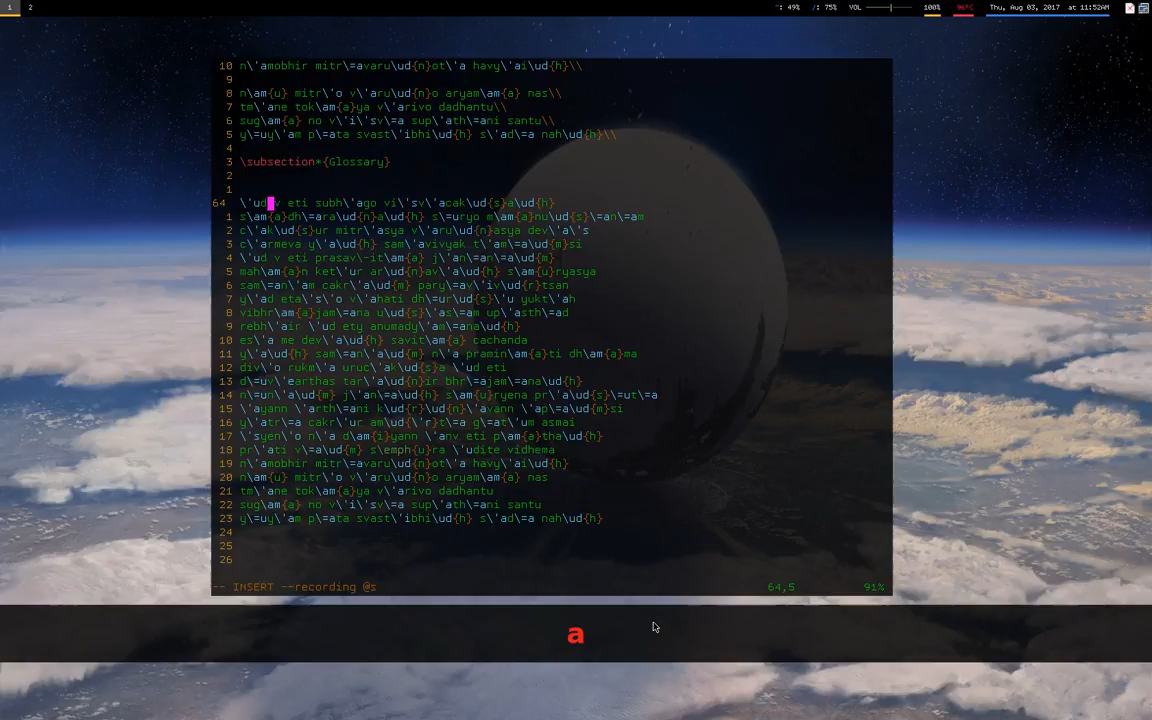 1 2 ~: 49% /: 75% VOL 100% 96°C Thu, Aug 03, 2017 at 11:52AM
10 n\'amobhir mitr\=avaru\ud{n}ot\'a havy\'ai\ud{h}\\
9
8 n\am{u} mitr\'o v\'aru\ud{n}o aryam\am{a} nas\\
7 tm\'ane tok\am{a}ya v\'arivo dadhantu\\
6 sug\am{a} no v\'i\'sv\=a sup\'ath\=ani santu\\
5 y\=uy\'am p\=ata svast\'ibhi\ud{h} s\'ad\=a nah\ud{h}\\
4
3 \subsection*{Glossary}
2
1
64 \'ud v eti subh\'ago vi\'sv\'acak\ud{s}a\ud{h}
1 s\am{a}dh\=ara\ud{n}a\ud{h} s\=uryo m\am{a}nu\ud{s}\=an\=am
2 c\'ak\ud{s}ur mitr\'asya v\'aru\ud{n}asya dev\'a\'s
3 c\'armeva y\'a\ud{h} sam\'avivyak t\'am\=a\ud{m}si
4 \'ud v eti prasav\-it\am{a} j\'an\=an\=a\ud{m}
5 mah\am{a}n ket\'ur ar\ud{n}av\'a\ud{h} s\am{u}ryasya
6 sam\=an\'am cakr\'a\ud{m} pary\=av\'iv\ud{r}tsan
7 y\'ad eta\'s\'o v\'ahati dh\=ur\ud{s}\'u yukt\'ah
8 vibhr\am{a}jam\=ana u\ud{s}\'as\=am up\'asth\=ad
9 rebh\'air \'ud ety anumady\'am\=ana\ud{h}
10 es\'a me dev\'a\ud{h} savit\am{a} cachanda
11 y\'a\ud{h} sam\=an\'a\ud{m} n\'a pramin\am{a}ti dh\am{a}ma
12 div\'o rukm\'a uruc\'ak\ud{s}a \'ud eti
13 d\=uv\'earthas tar\'a\ud{n}ir bhr\=ajam\=ana\ud{h}
14 n\=un\'a\ud{m} j\'an\=a\ud{h} s\am{u}ryena pr\'a\ud{s}\=ut\=a
15 \'ayann \'arth\=ani k\ud{r}\ud{n}\'avann \'ap\=a\ud{m}si
16 y\'atr\=a cakr\'ur am\ud{\'r}t\=a g\=at\'um asmai
17 \'syen\'o n\'a d\am{i}yann \'anv eti p\am{a}tha\ud{h}
18 pr\'ati v\=a\ud{m} s\emph{u}ra \'udite vidhema
19 n\'amobhir mitr\=avaru\ud{n}ot\'a havy\'ai\ud{h}
20 n\am{u} mitr\'o v\'aru\ud{n}o aryam\am{a} nas
21 tm\'ane tok\am{a}ya v\'arivo dadhantu
22 sug\am{a} no v\'i\'sv\=a sup\'ath\=ani santu
23 y\=uy\'am p\=ata svast\'ibhi\ud{h} s\'ad\=a nah\ud{h}
24
25
26
-- INSERT --recording @s 64,5 91%
a